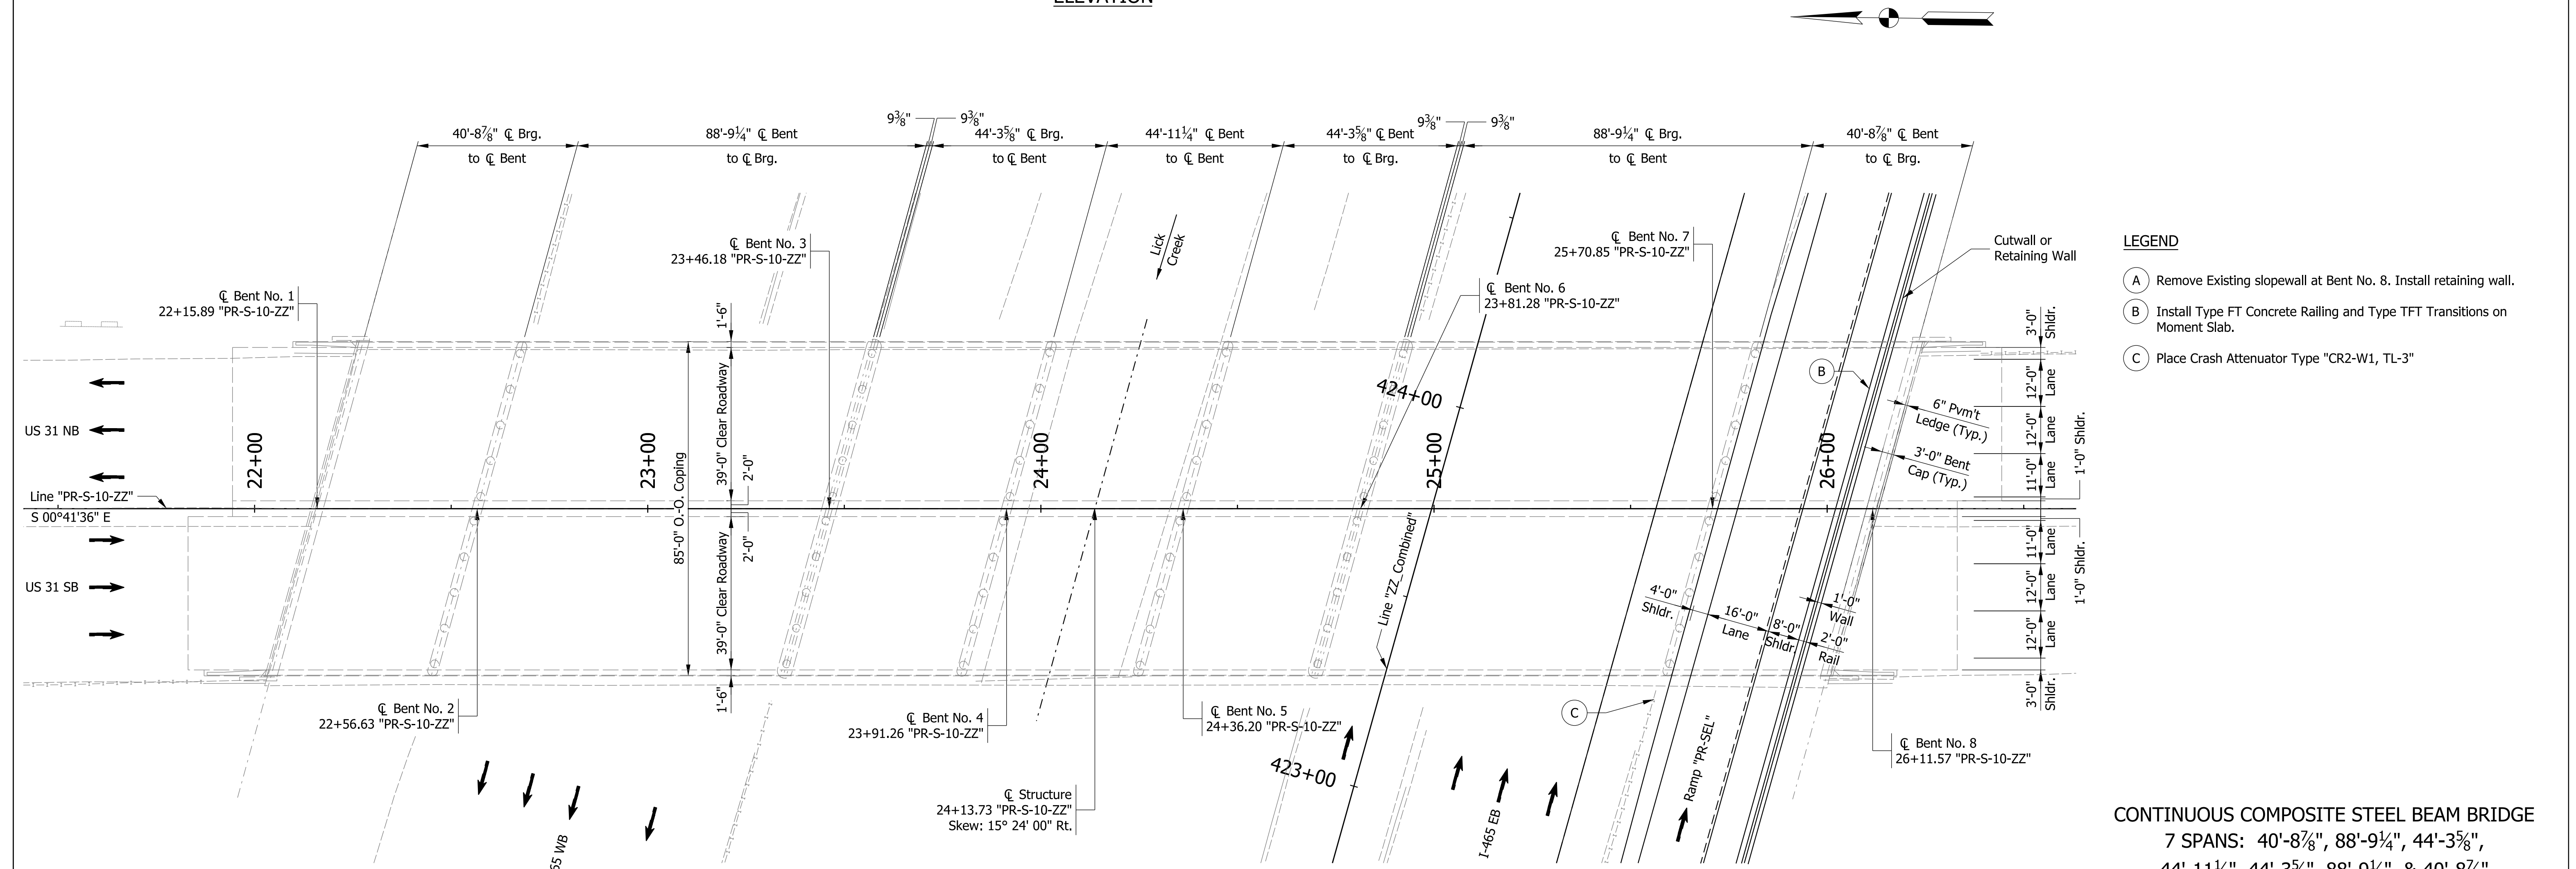 ELEVATION
40'-8⅞" ℄ Brg.
to ℄ Bent
88'-9¼" ℄ Bent
to ℄ Brg.
9⅜"
9⅜"
44'-3⅝" ℄ Brg.
to ℄ Bent
44'-11¼" ℄ Bent
to ℄ Bent
44'-3⅝" ℄ Bent
to ℄ Brg.
9⅜"
9⅜"
88'-9¼" ℄ Brg.
to ℄ Bent
40'-8⅞" ℄ Bent
to ℄ Brg.
℄ Bent No. 1
22+15.89 "PR-S-10-ZZ"
℄ Bent No. 3
23+46.18 "PR-S-10-ZZ"
Lick
Creek
℄ Bent No. 6
23+81.28 "PR-S-10-ZZ"
℄ Bent No. 7
25+70.85 "PR-S-10-ZZ"
Cutwall or
Retaining Wall
LEGEND
A Remove Existing slopewall at Bent No. 8. Install retaining wall.
B Install Type FT Concrete Railing and Type TFT Transitions on
Moment Slab.
C Place Crash Attenuator Type "CR2-W1, TL-3"
US 31 NB
Line "PR-S-10-ZZ"
S 00°41'36" E
US 31 SB
22+00
23+00
24+00
25+00
26+00
1'-6"
39'-0" Clear Roadway
2'-0"
85'-0" O.-O. Coping
2'-0"
39'-0" Clear Roadway
1'-6"
424+00
423+00
Line "ZZ_Combined"
B
6" Pvm't
Ledge (Typ.)
3'-0" Bent
Cap (Typ.)
3'-0"
Shldr.
12'-0"
Lane
12'-0"
Lane
11'-0"
Lane
1'-0" Shldr.
1'-0" Shldr.
11'-0"
Lane
12'-0"
Lane
12'-0"
Lane
3'-0"
Shldr.
4'-0"
Shldr.
16'-0"
Lane
8'-0"
Shldr.
1'-0"
Wall
2'-0"
Rail
C
Ramp "PR-SEL"
I-465 EB
65 WB
℄ Bent No. 2
22+56.63 "PR-S-10-ZZ"
℄ Bent No. 4
23+91.26 "PR-S-10-ZZ"
℄ Bent No. 5
24+36.20 "PR-S-10-ZZ"
℄ Structure
24+13.73 "PR-S-10-ZZ"
Skew: 15° 24' 00" Rt.
℄ Bent No. 8
26+11.57 "PR-S-10-ZZ"
CONTINUOUS COMPOSITE STEEL BEAM BRIDGE
7 SPANS: 40'-8⅞", 88'-9¼", 44'-3⅝",
44'-11¼", 44'-3⅝", 88'-9¼", & 40'-8⅞"